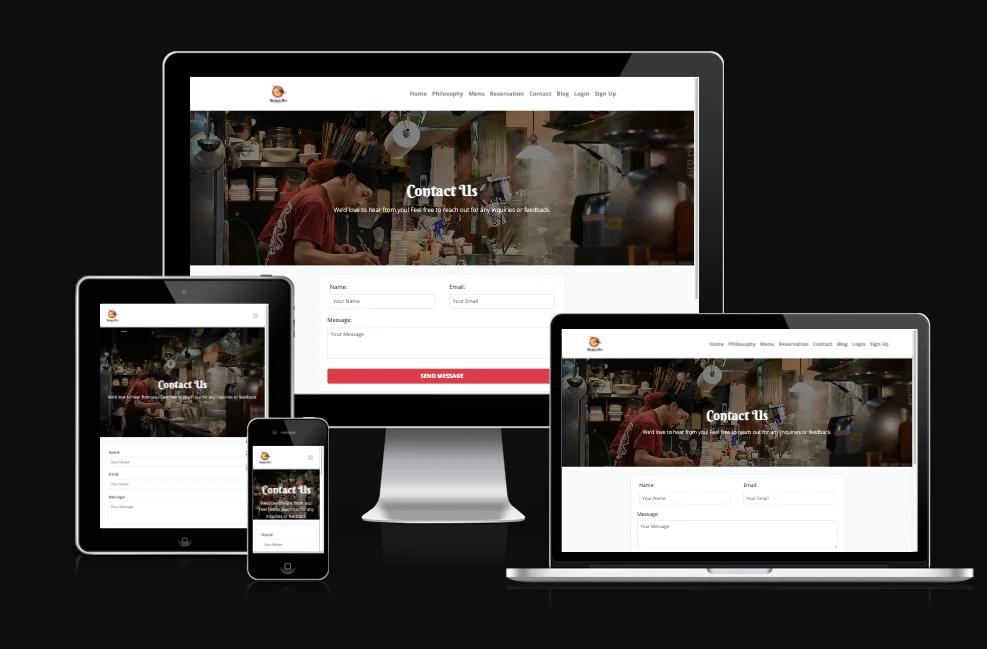 Home Philosophy Menu Reservation Contact Blog Login Sign Up
Contact Us
We'd love to hear from you! Feel free to reach out for any inquiries or feedback.
Name:
Email:
Your Name
Your Email
Message:
Your Message
SEND MESSAGE
Contact Us
We'd love to hear from you! Feel free to reach out for any inquiries or feedback
Name
Your Name
Email
Your Email
Message
Your Message
Contact Us
We'd love to hear from you!
Feel free to reach out for any
inquiries or feedback
Name
Your Name
Home Philosophy Menu Reservation Contact Blog Login Sign Up
Contact Us
We'd love to hear from you! Feel free to reach out for any inquiries or feedback.
Name:
Email:
Your Name
Your Email
Message:
Your Message